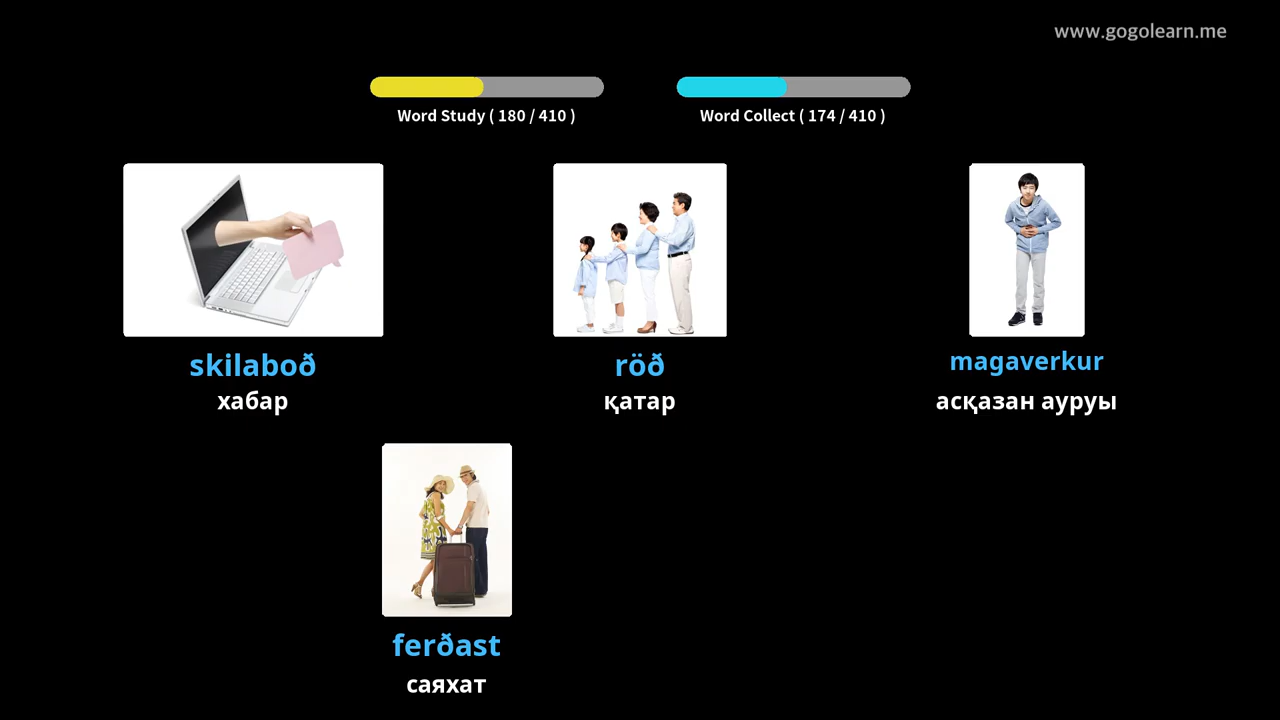 www.gogolearn.me
Word Study ( 180 / 410 )
Word Collect ( 174 / 410 )
skilaboð
хабар
röð
қатар
magaverkur
асқазан ауруы
ferðast
саяхат